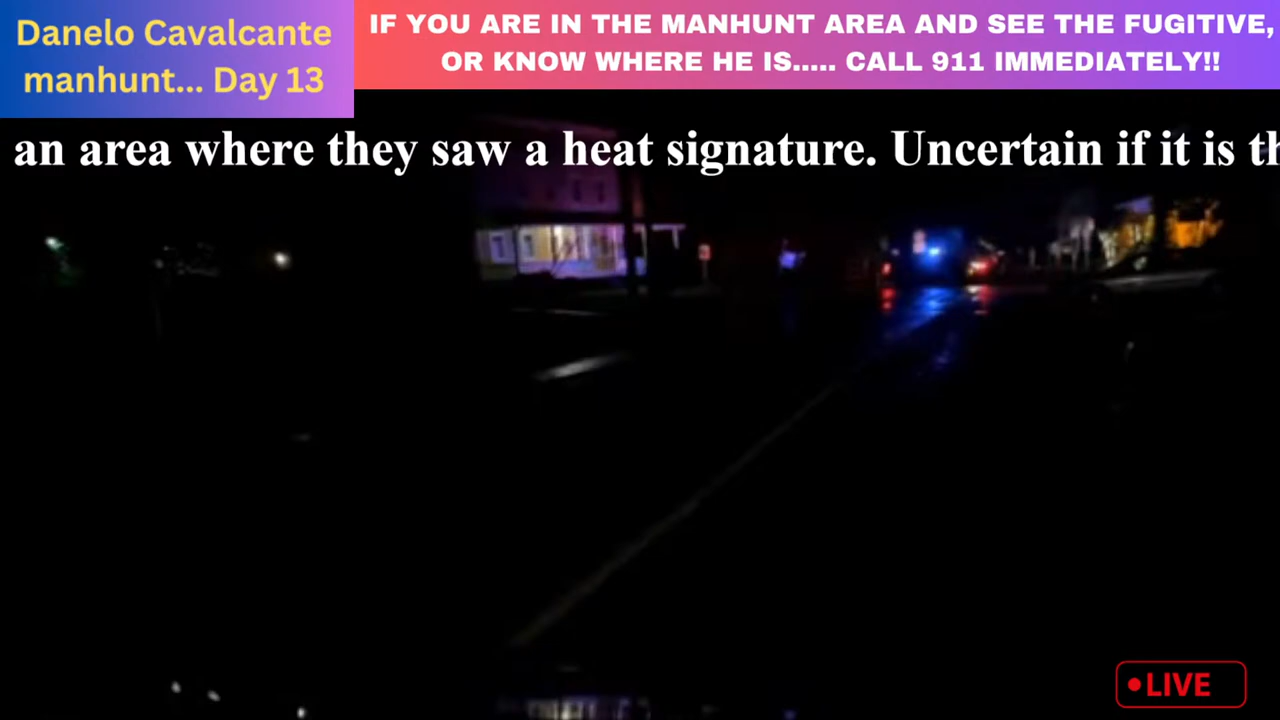 Danelo Cavalcante
manhunt... Day 13
IF YOU ARE IN THE MANHUNT AREA AND SEE THE FUGITIVE,
OR KNOW WHERE HE IS..... CALL 911 IMMEDIATELY!!
an area where they saw a heat signature. Uncertain if it is th
LIVE